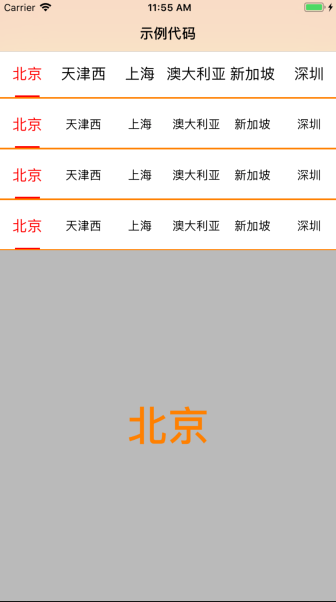 Carrier 11:55 AM
示例代码
北京 天津西 上海 澳大利亚 新加坡 深圳
北京 天津西 上海 澳大利亚 新加坡 深圳
北京 天津西 上海 澳大利亚 新加坡 深圳
北京 天津西 上海 澳大利亚 新加坡 深圳
北京